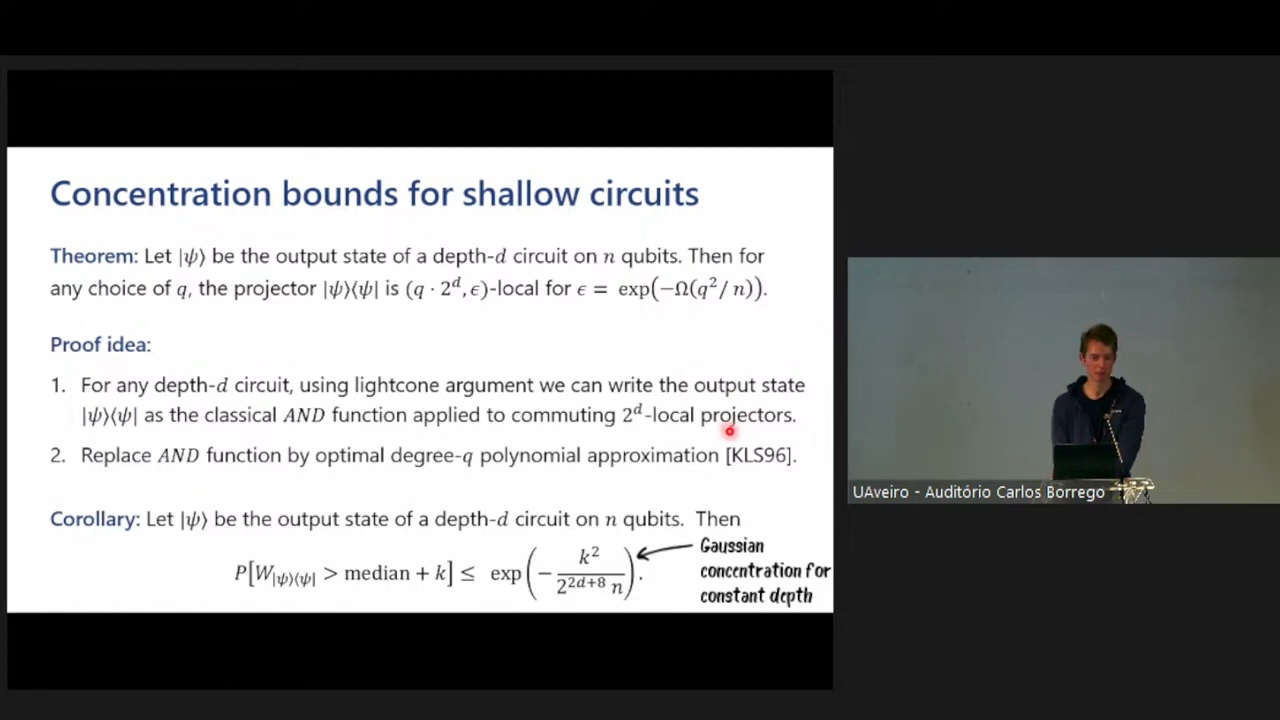 Concentration bounds for shallow circuits
Theorem: Let |ψ⟩ be the output state of a depth-d circuit on n qubits. Then for
any choice of q, the projector |ψ⟩⟨ψ| is (q · 2^d, ϵ)-local for ϵ = exp(−Ω(q²/n)).
Proof idea:
1. For any depth-d circuit, using lightcone argument we can write the output state
|ψ⟩⟨ψ| as the classical AND function applied to commuting 2^d-local projectors.
2. Replace AND function by optimal degree-q polynomial approximation [KLS96].
Corollary: Let |ψ⟩ be the output state of a depth-d circuit on n qubits. Then
P[W_{|ψ⟩⟨ψ|} > median + k] ≤ exp(−k²/(2^{2d+8} n)).
Gaussian
concentration for
constant depth
UAveiro - Auditório Carlos Borrego